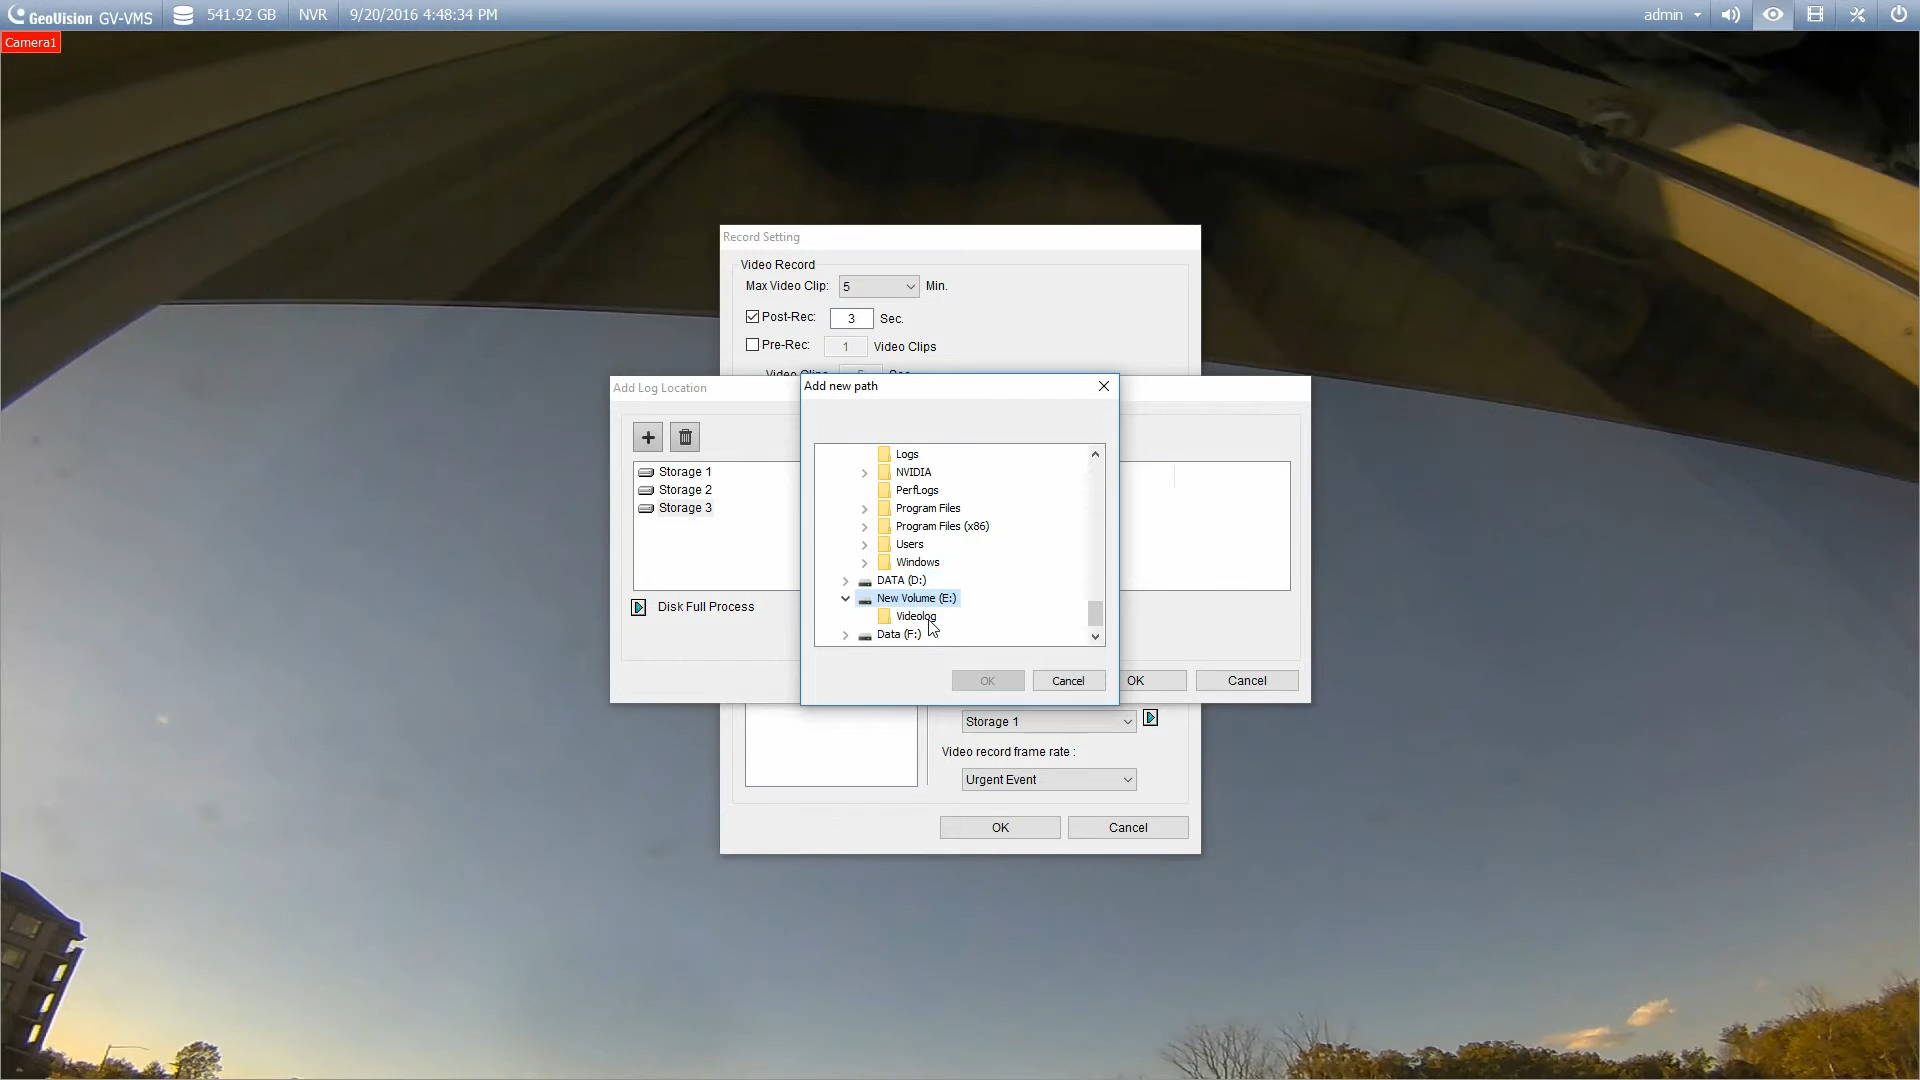 GeoVision GV-VMS 541.92 GB NVR 9/20/2016 4:48:34 PM admin
Camera1
Record Setting
Video Record
Max Video Clip: 5 Min.
Post-Rec: 3 Sec.
Pre-Rec: 1 Video Clips
Add Log Location
Add new path
Storage 1
Storage 2
Storage 3
Disk Full Process
Logs
NVIDIA
PerfLogs
Program Files
Program Files (x86)
Users
Windows
DATA (D:)
New Volume (E:)
Videolog
Data (F:)
OK Cancel
OK Cancel
Storage 1
Video record frame rate :
Urgent Event
OK Cancel